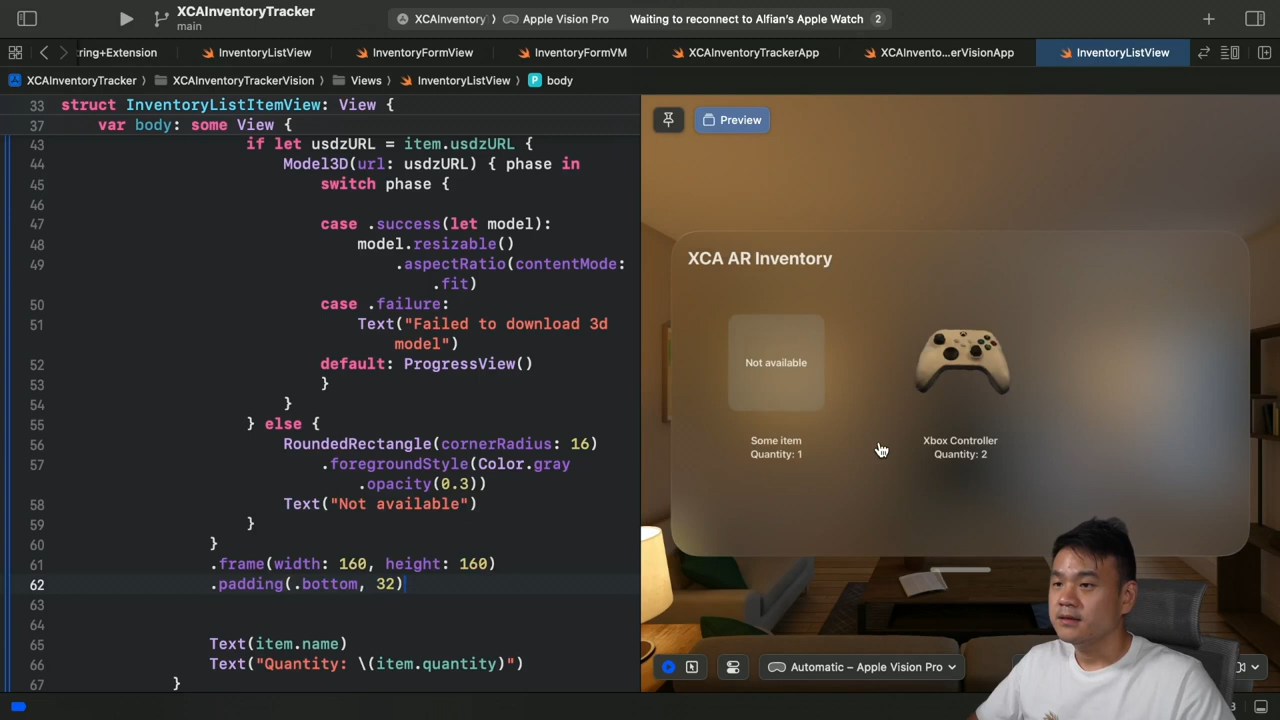 XCAInventoryTracker
main
XCAInventory
Apple Vision Pro
Waiting to reconnect to Alfian's Apple Watch
2
ring+Extension
InventoryListView
InventoryFormView
InventoryFormVM
XCAInventoryTrackerApp
XCAInvento...erVisionApp
InventoryListView
XCAInventoryTracker
XCAInventoryTrackerVision
Views
InventoryListView
P body
33 struct InventoryListItemView: View {
37 var body: some View {
43 if let usdzURL = item.usdzURL {
44 Model3D(url: usdzURL) { phase in
45 switch phase {
46
47 case .success(let model):
48 model.resizable()
49 .aspectRatio(contentMode:
.fit)
50 case .failure:
51 Text("Failed to download 3d
model")
52 default: ProgressView()
53 }
54 }
55 } else {
56 RoundedRectangle(cornerRadius: 16)
57 .foregroundStyle(Color.gray
.opacity(0.3))
58 Text("Not available")
59 }
60 }
61 .frame(width: 160, height: 160)
62 .padding(.bottom, 32)
63
64
65 Text(item.name)
66 Text("Quantity: \(item.quantity)")
67 }
Preview
XCA AR Inventory
Not available
Some item
Quantity: 1
Xbox Controller
Quantity: 2
Automatic – Apple Vision Pro